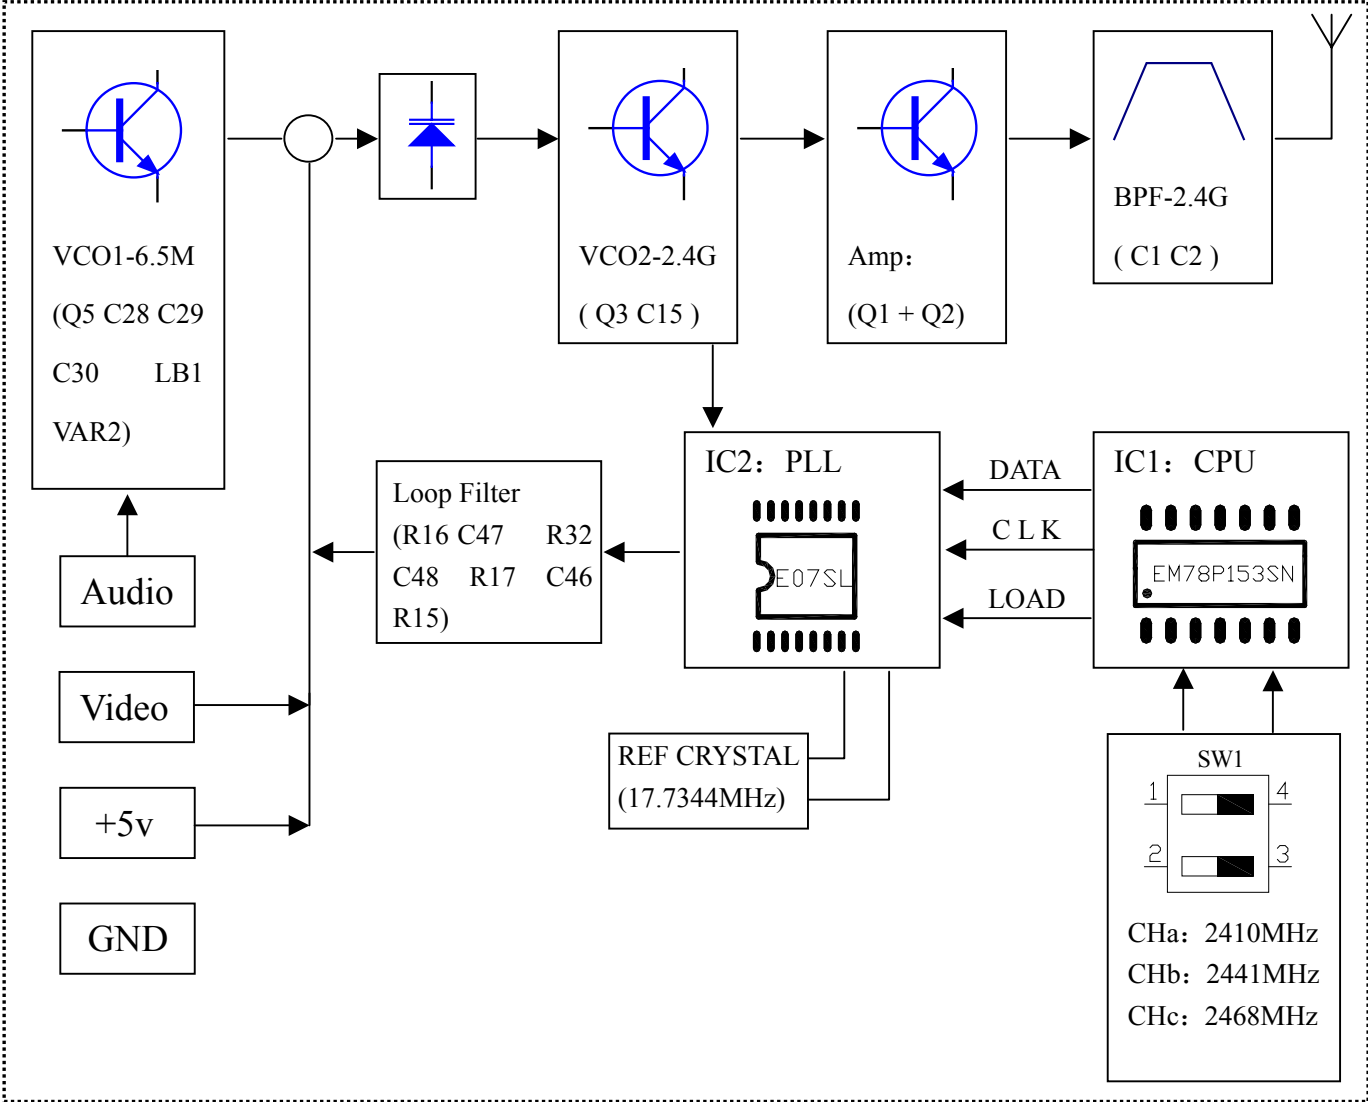 VCO1-6.5M
(Q5 C28 C29
C30 LB1
VAR2)
VCO2-2.4G
( Q3 C15 )
Amp：
(Q1 + Q2)
BPF-2.4G
( C1 C2 )
Audio
Video
+5v
GND
Loop Filter
(R16 C47 R32
C48 R17 C46
R15)
IC2：PLL
E07SL
DATA
C L K
LOAD
IC1：CPU
EM78P153SN
REF CRYSTAL
(17.7344MHz)
SW1
1 4
2 3
CHa：2410MHz
CHb：2441MHz
CHc：2468MHz